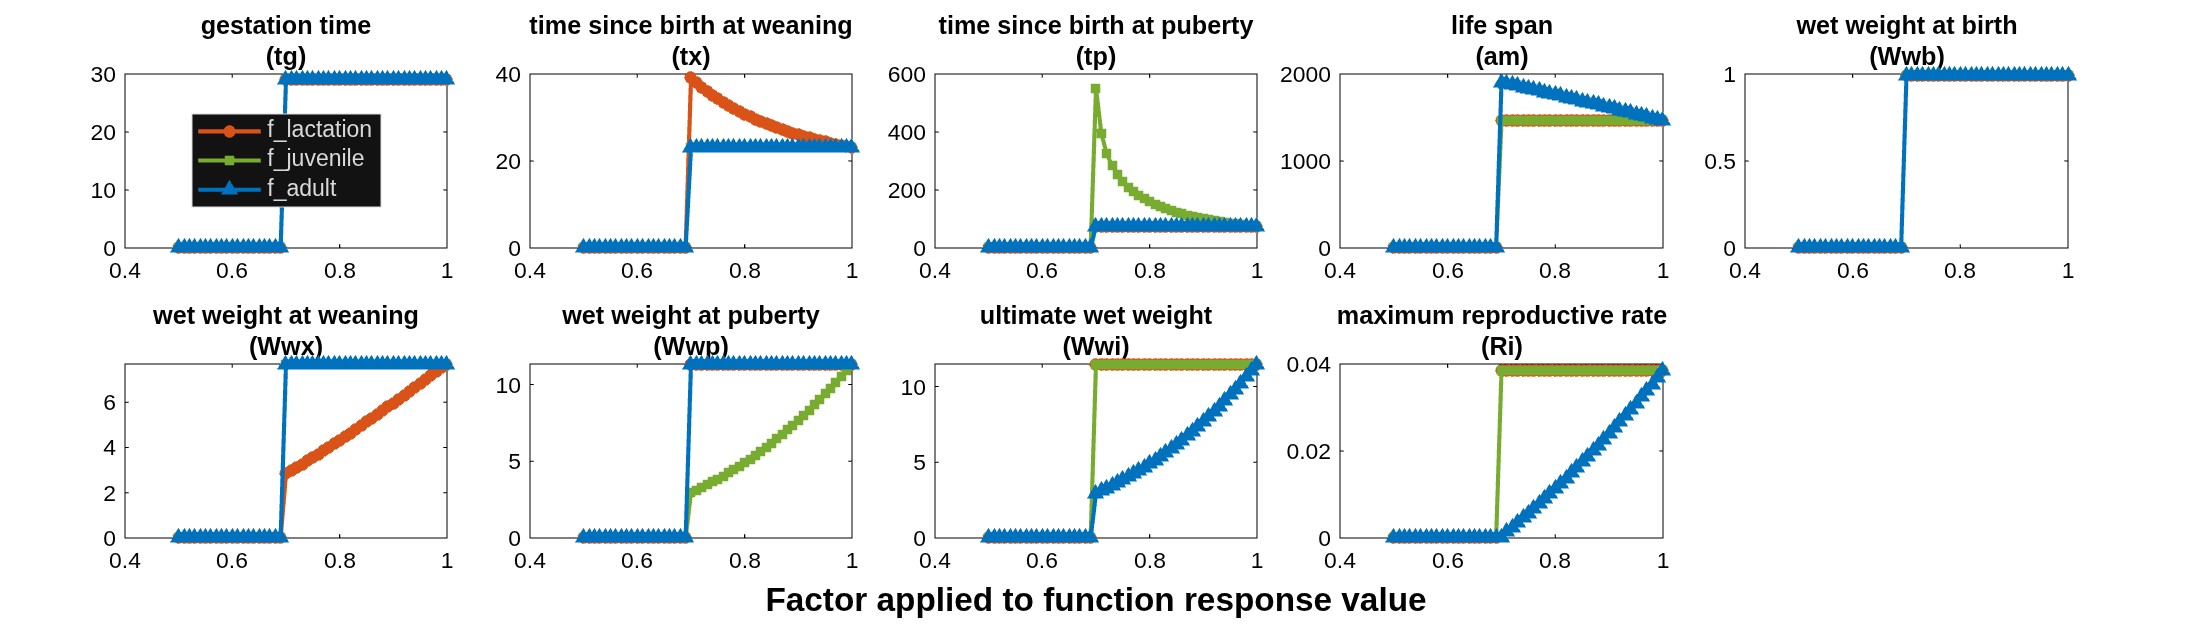 gestation time
(tg)
30
20
10
0
0.4 0.6 0.8 1
f_lactation
f_juvenile
f_adult
time since birth at weaning
(tx)
40
20
0
0.4 0.6 0.8 1
time since birth at puberty
(tp)
600
400
200
0
0.4 0.6 0.8 1
life span
(am)
2000
1000
0
0.4 0.6 0.8 1
wet weight at birth
(Wwb)
1
0.5
0
0.4 0.6 0.8 1
wet weight at weaning
(Wwx)
6
4
2
0
0.4 0.6 0.8 1
wet weight at puberty
(Wwp)
10
5
0
0.4 0.6 0.8 1
ultimate wet weight
(Wwi)
10
5
0
0.4 0.6 0.8 1
maximum reproductive rate
(Ri)
0.04
0.02
0
0.4 0.6 0.8 1
Factor applied to function response value